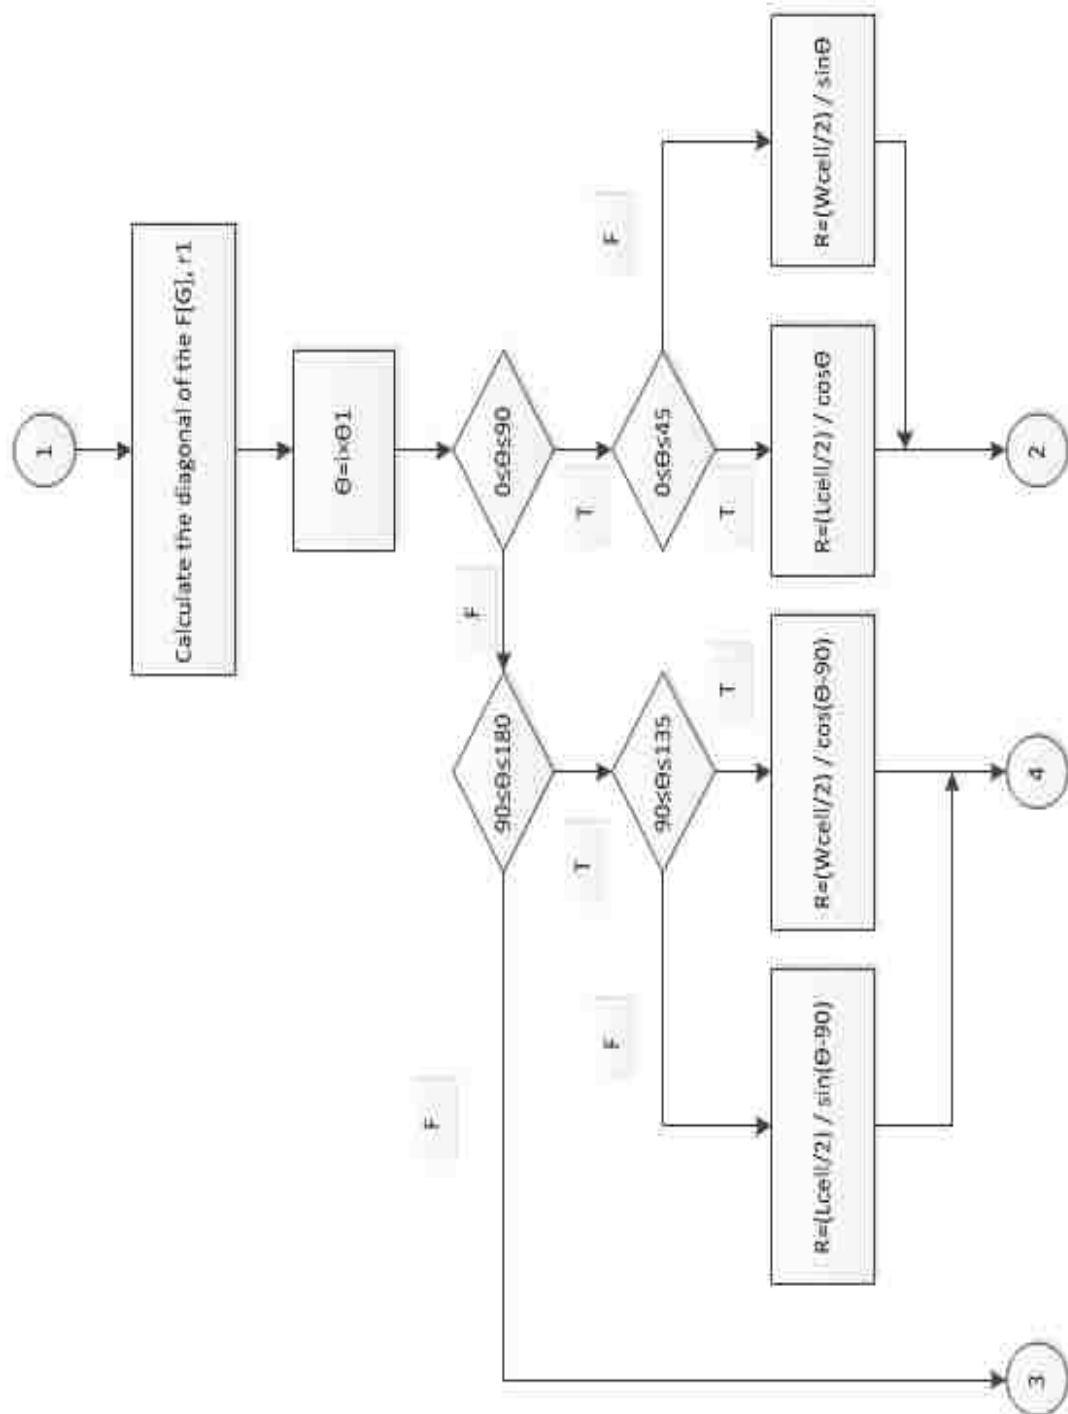 1
Calculate the diagonal of the F[G], r1
Θ=i×Θ1
0≤Θ≤90
F
T
90≤Θ≤180
F
T
0≤Θ≤45
F
T
90≤Θ≤135
F
T
R=(Lcell/2) / sin(Θ-90)
R=(Wcell/2) / cos(Θ-90)
R=(Lcell/2) / cosΘ
R=(Wcell/2) / sinΘ
3
4
2